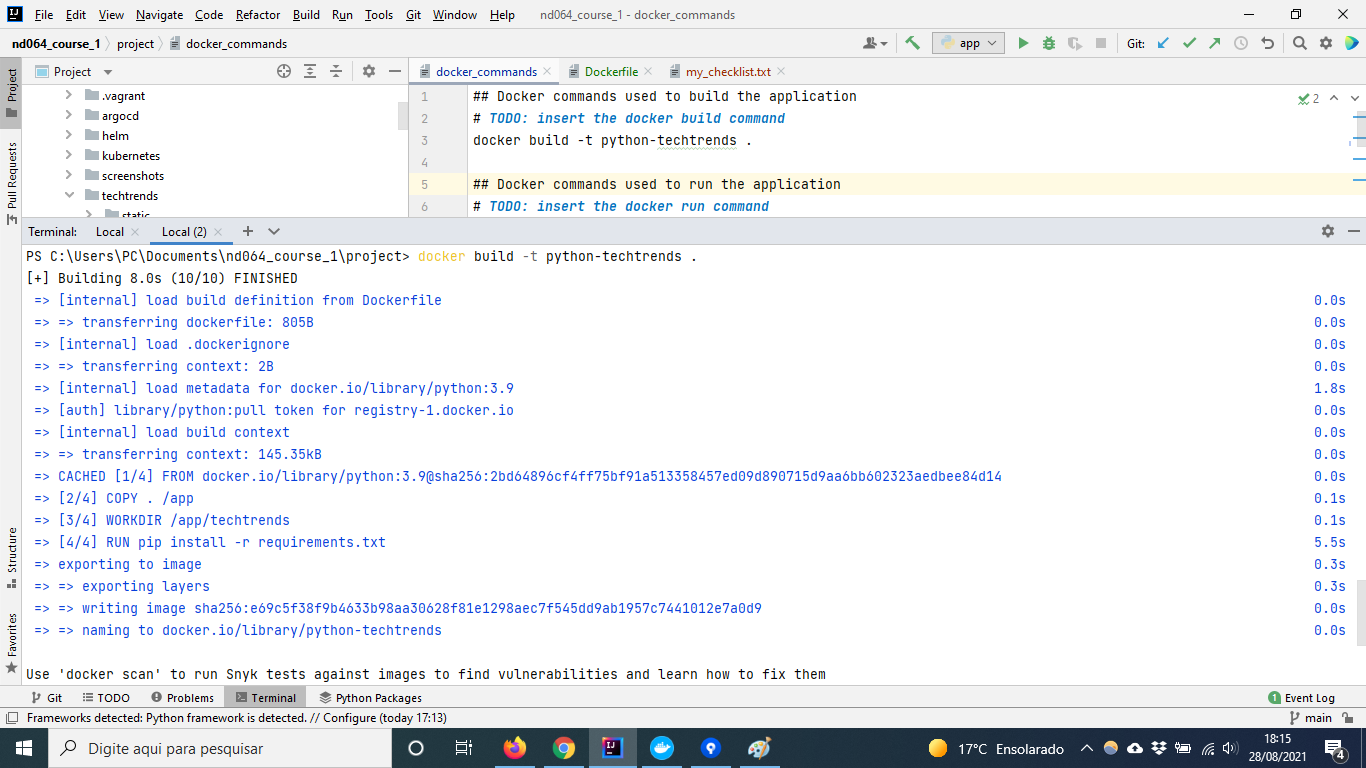 File Edit View Navigate Code Refactor Build Run Tools Git Window Help nd064_course_1 - docker_commands
nd064_course_1 project docker_commands
app Git:
Project
docker_commands Dockerfile my_checklist.txt
.vagrant
argocd
helm
kubernetes
screenshots
techtrends
static
1 ## Docker commands used to build the application
2 # TODO: insert the docker build command
3 docker build -t python-techtrends .
4
5 ## Docker commands used to run the application
6 # TODO: insert the docker run command
2
Project
Pull Requests
Structure
Favorites
Terminal: Local Local (2)
PS C:\Users\PC\Documents\nd064_course_1\project> docker build -t python-techtrends .
[+] Building 8.0s (10/10) FINISHED
=> [internal] load build definition from Dockerfile 0.0s
=> => transferring dockerfile: 805B 0.0s
=> [internal] load .dockerignore 0.0s
=> => transferring context: 2B 0.0s
=> [internal] load metadata for docker.io/library/python:3.9 1.8s
=> [auth] library/python:pull token for registry-1.docker.io 0.0s
=> [internal] load build context 0.0s
=> => transferring context: 145.35kB 0.0s
=> CACHED [1/4] FROM docker.io/library/python:3.9@sha256:2bd64896cf4ff75bf91a513358457ed09d890715d9aa6bb602323aedbee84d14 0.0s
=> [2/4] COPY . /app 0.1s
=> [3/4] WORKDIR /app/techtrends 0.1s
=> [4/4] RUN pip install -r requirements.txt 5.5s
=> exporting to image 0.3s
=> => exporting layers 0.3s
=> => writing image sha256:e69c5f38f9b4633b98aa30628f81e1298aec7f545dd9ab1957c7441012e7a0d9 0.0s
=> => naming to docker.io/library/python-techtrends 0.0s
Use 'docker scan' to run Snyk tests against images to find vulnerabilities and learn how to fix them
Git TODO Problems Terminal Python Packages 1 Event Log
Frameworks detected: Python framework is detected. // Configure (today 17:13) main
Digite aqui para pesquisar 17°C Ensolarado 18:15
28/08/2021
4